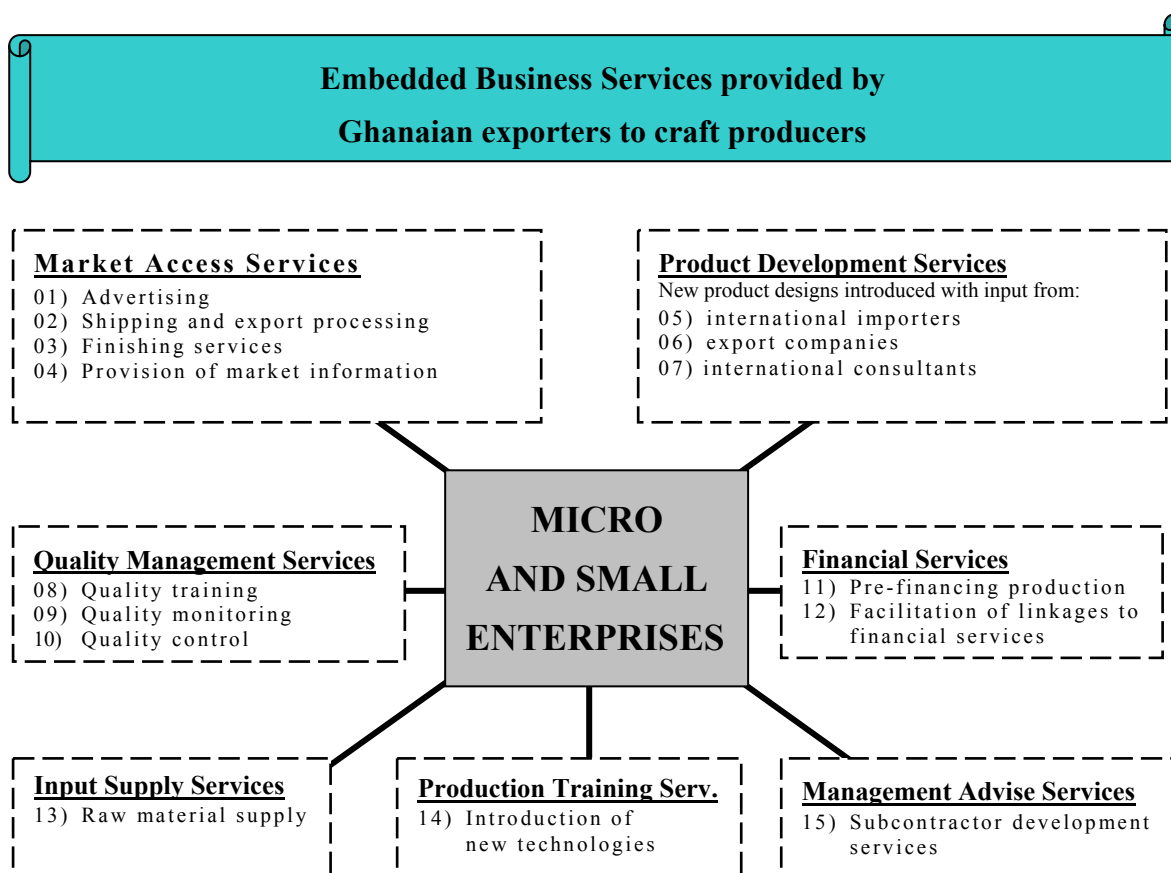 Embedded Business Services provided by
Ghanaian exporters to craft producers
Market Access Services
01) Advertising
02) Shipping and export processing
03) Finishing services
04) Provision of market information
Product Development Services
New product designs introduced with input from:
05) international importers
06) export companies
07) international consultants
MICRO
AND SMALL
ENTERPRISES
Quality Management Services
08) Quality training
09) Quality monitoring
10) Quality control
Financial Services
11) Pre-financing production
12) Facilitation of linkages to
financial services
Input Supply Services
13) Raw material supply
Production Training Serv.
14) Introduction of
new technologies
Management Advise Services
15) Subcontractor development
services